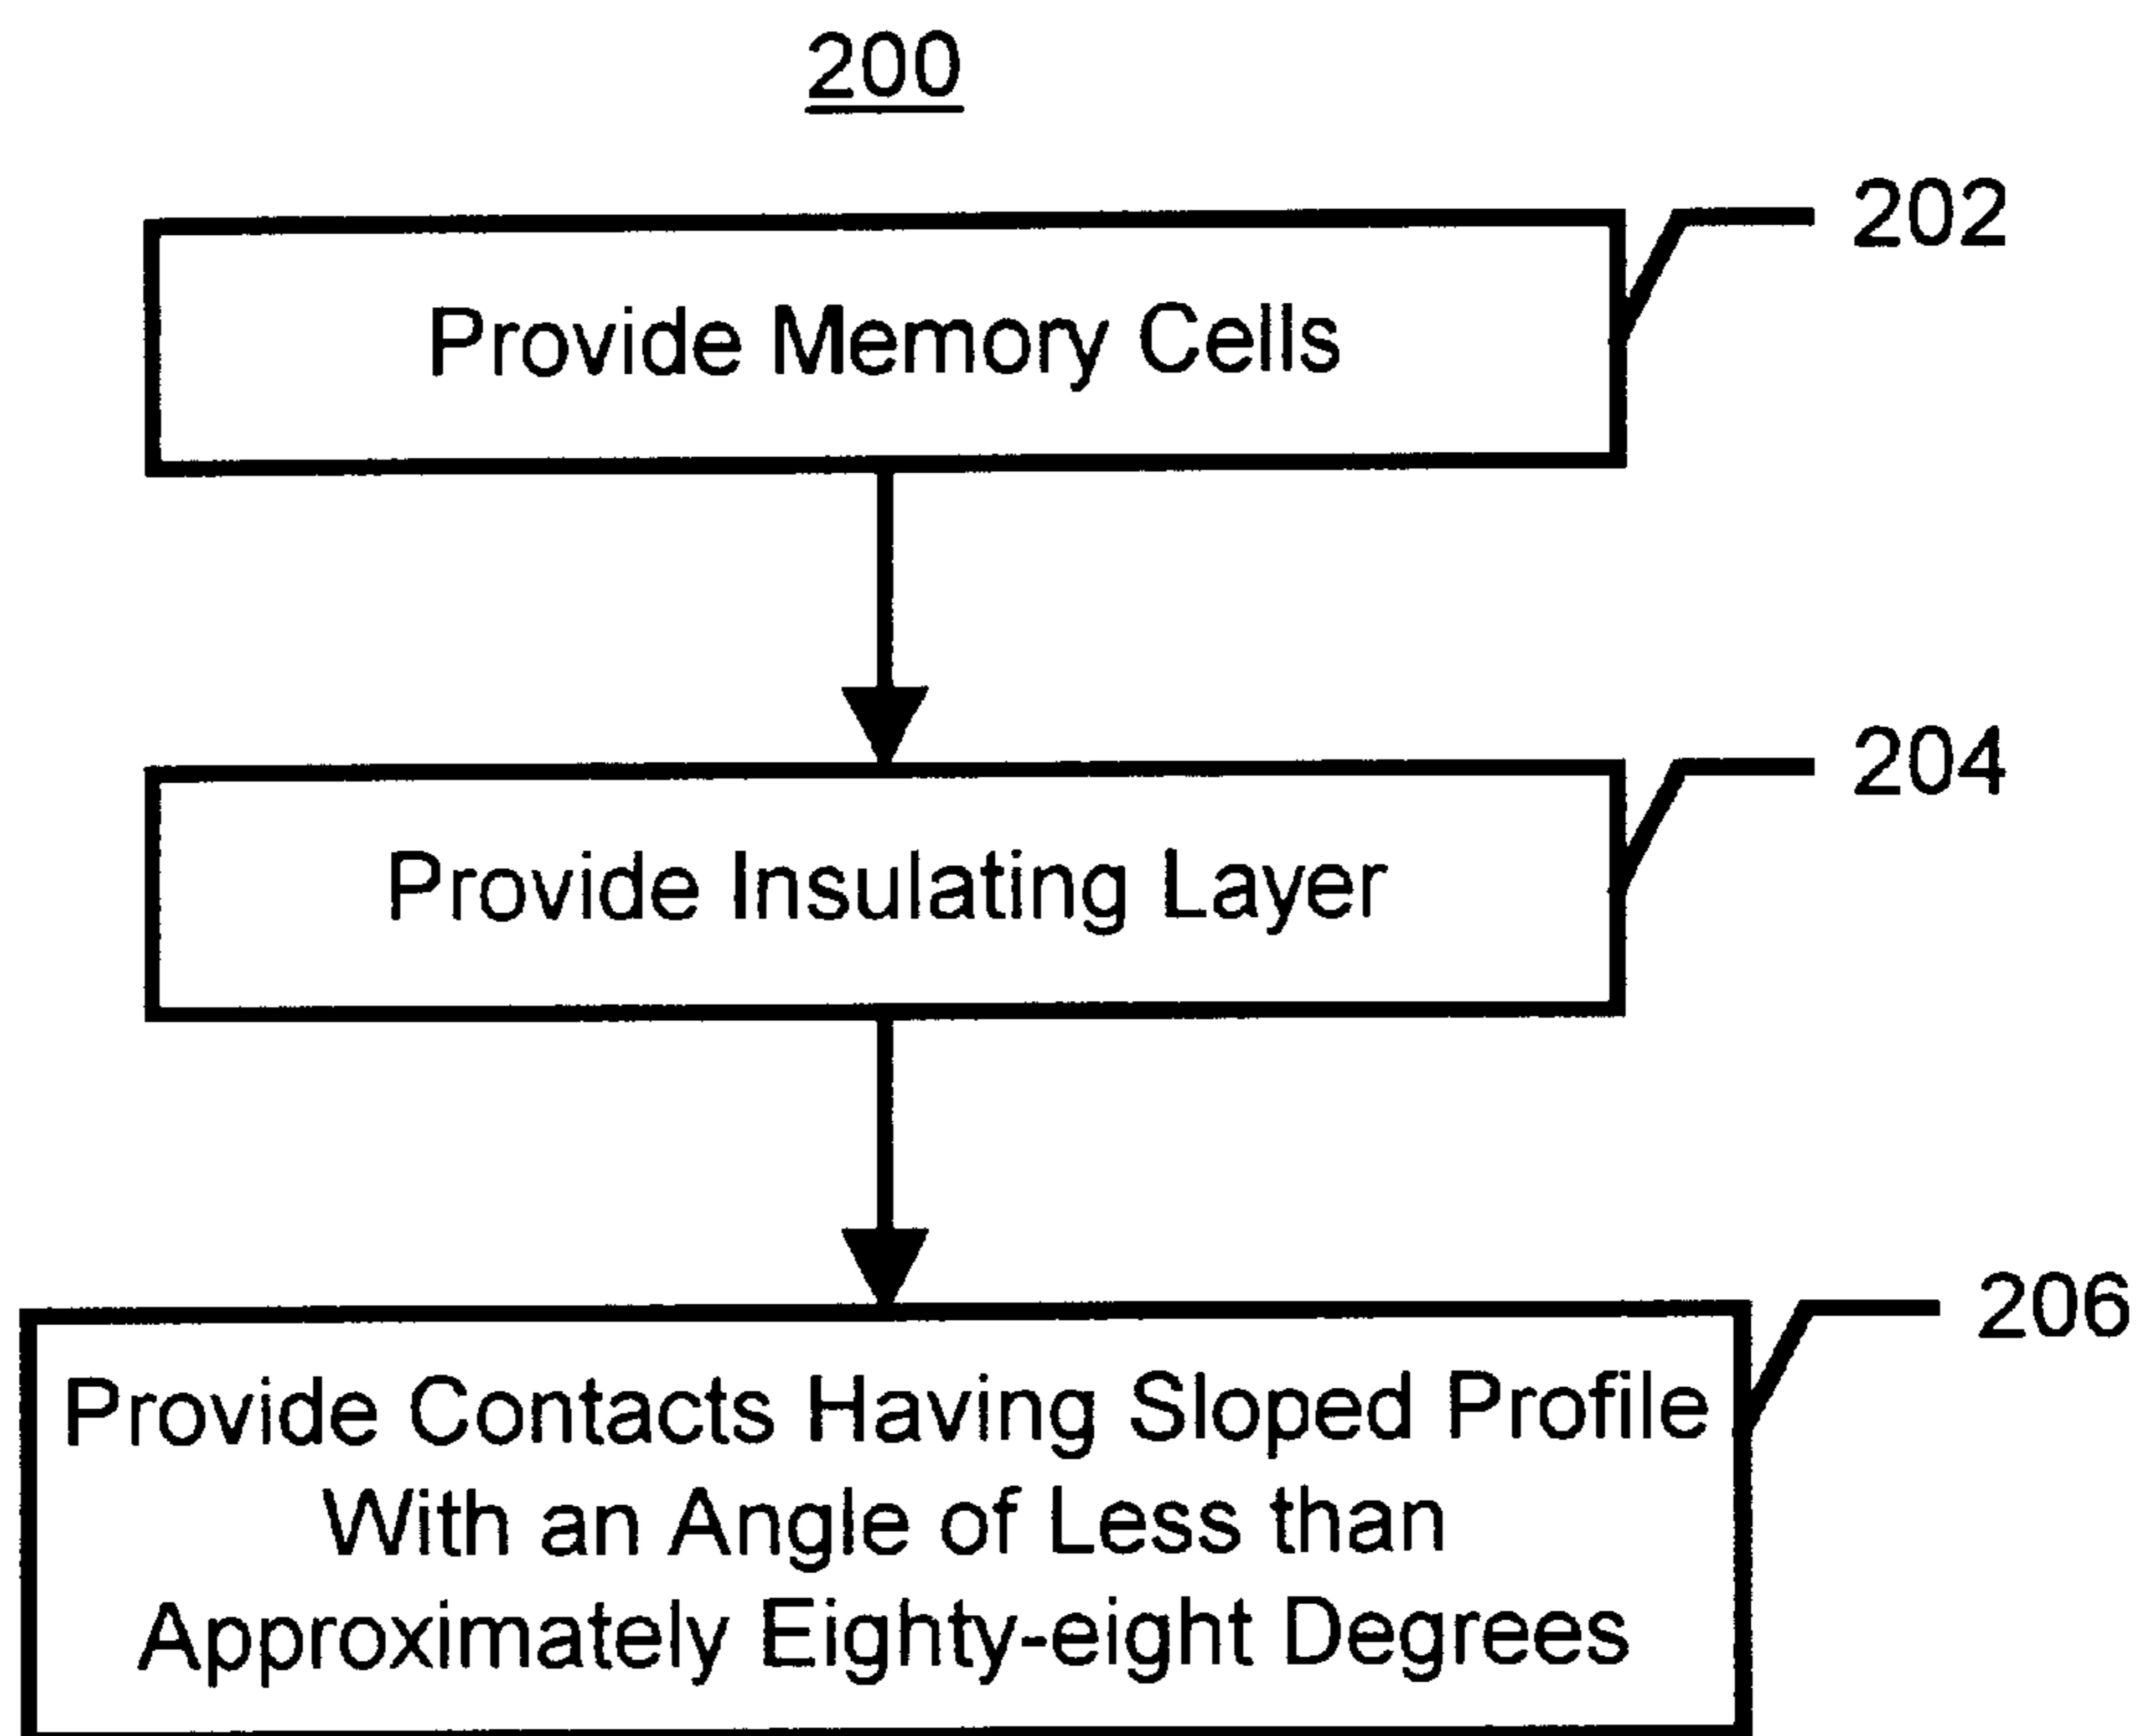 200
202
Provide Memory Cells
204
Provide Insulating Layer
206
Provide Contacts Having Sloped Profile
With an Angle of Less than
Approximately Eighty-eight Degrees